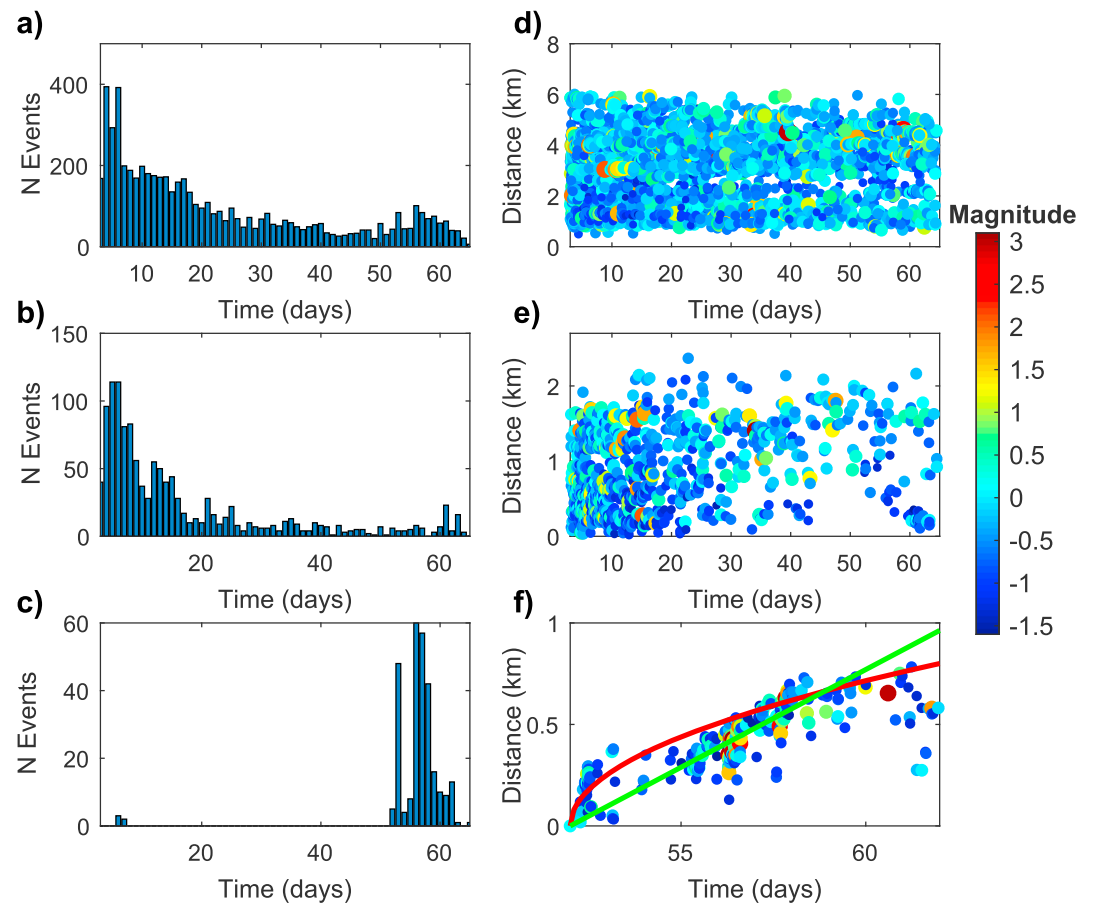 a)
N Events
400
200
0
10 20 30 40 50 60
Time (days)
d)
Distance (km)
8
6
4
2
0
10 20 30 40 50 60
Time (days)
b)
N Events
150
100
50
0
20 40 60
Time (days)
e)
Distance (km)
2
1
0
10 20 30 40 50 60
Time (days)
c)
N Events
60
40
20
0
20 40 60
Time (days)
f)
Distance (km)
1
0.5
0
55 60
Time (days)
Magnitude
3
2.5
2
1.5
1
0.5
0
-0.5
-1
-1.5